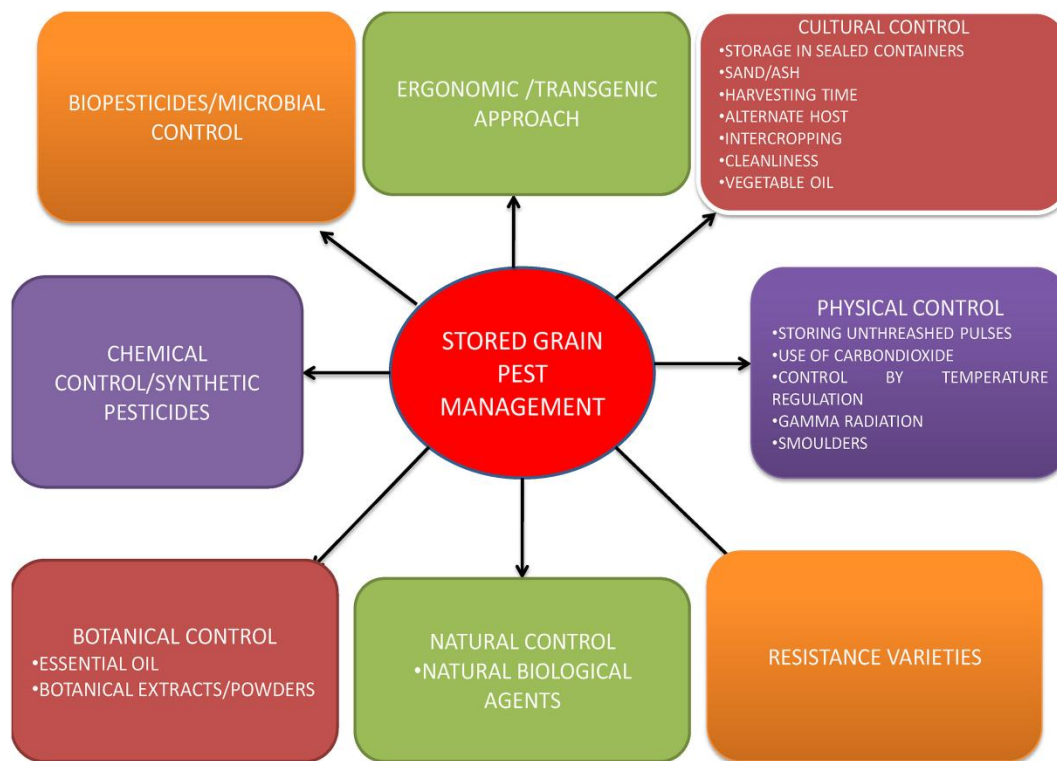 BIOPESTICIDES/MICROBIAL
CONTROL
ERGONOMIC /TRANSGENIC
APPROACH
CULTURAL CONTROL
•STORAGE IN SEALED CONTAINERS
•SAND/ASH
•HARVESTING TIME
•ALTERNATE HOST
•INTERCROPPING
•CLEANLINESS
•VEGETABLE OIL
CHEMICAL
CONTROL/SYNTHETIC
PESTICIDES
STORED GRAIN
PEST
MANAGEMENT
PHYSICAL CONTROL
•STORING UNTHREASHED PULSES
•USE OF CARBONDIOXIDE
•CONTROL BY TEMPERATURE
REGULATION
•GAMMA RADIATION
•SMOULDERS
BOTANICAL CONTROL
•ESSENTIAL OIL
•BOTANICAL EXTRACTS/POWDERS
NATURAL CONTROL
•NATURAL BIOLOGICAL
AGENTS
RESISTANCE VARIETIES